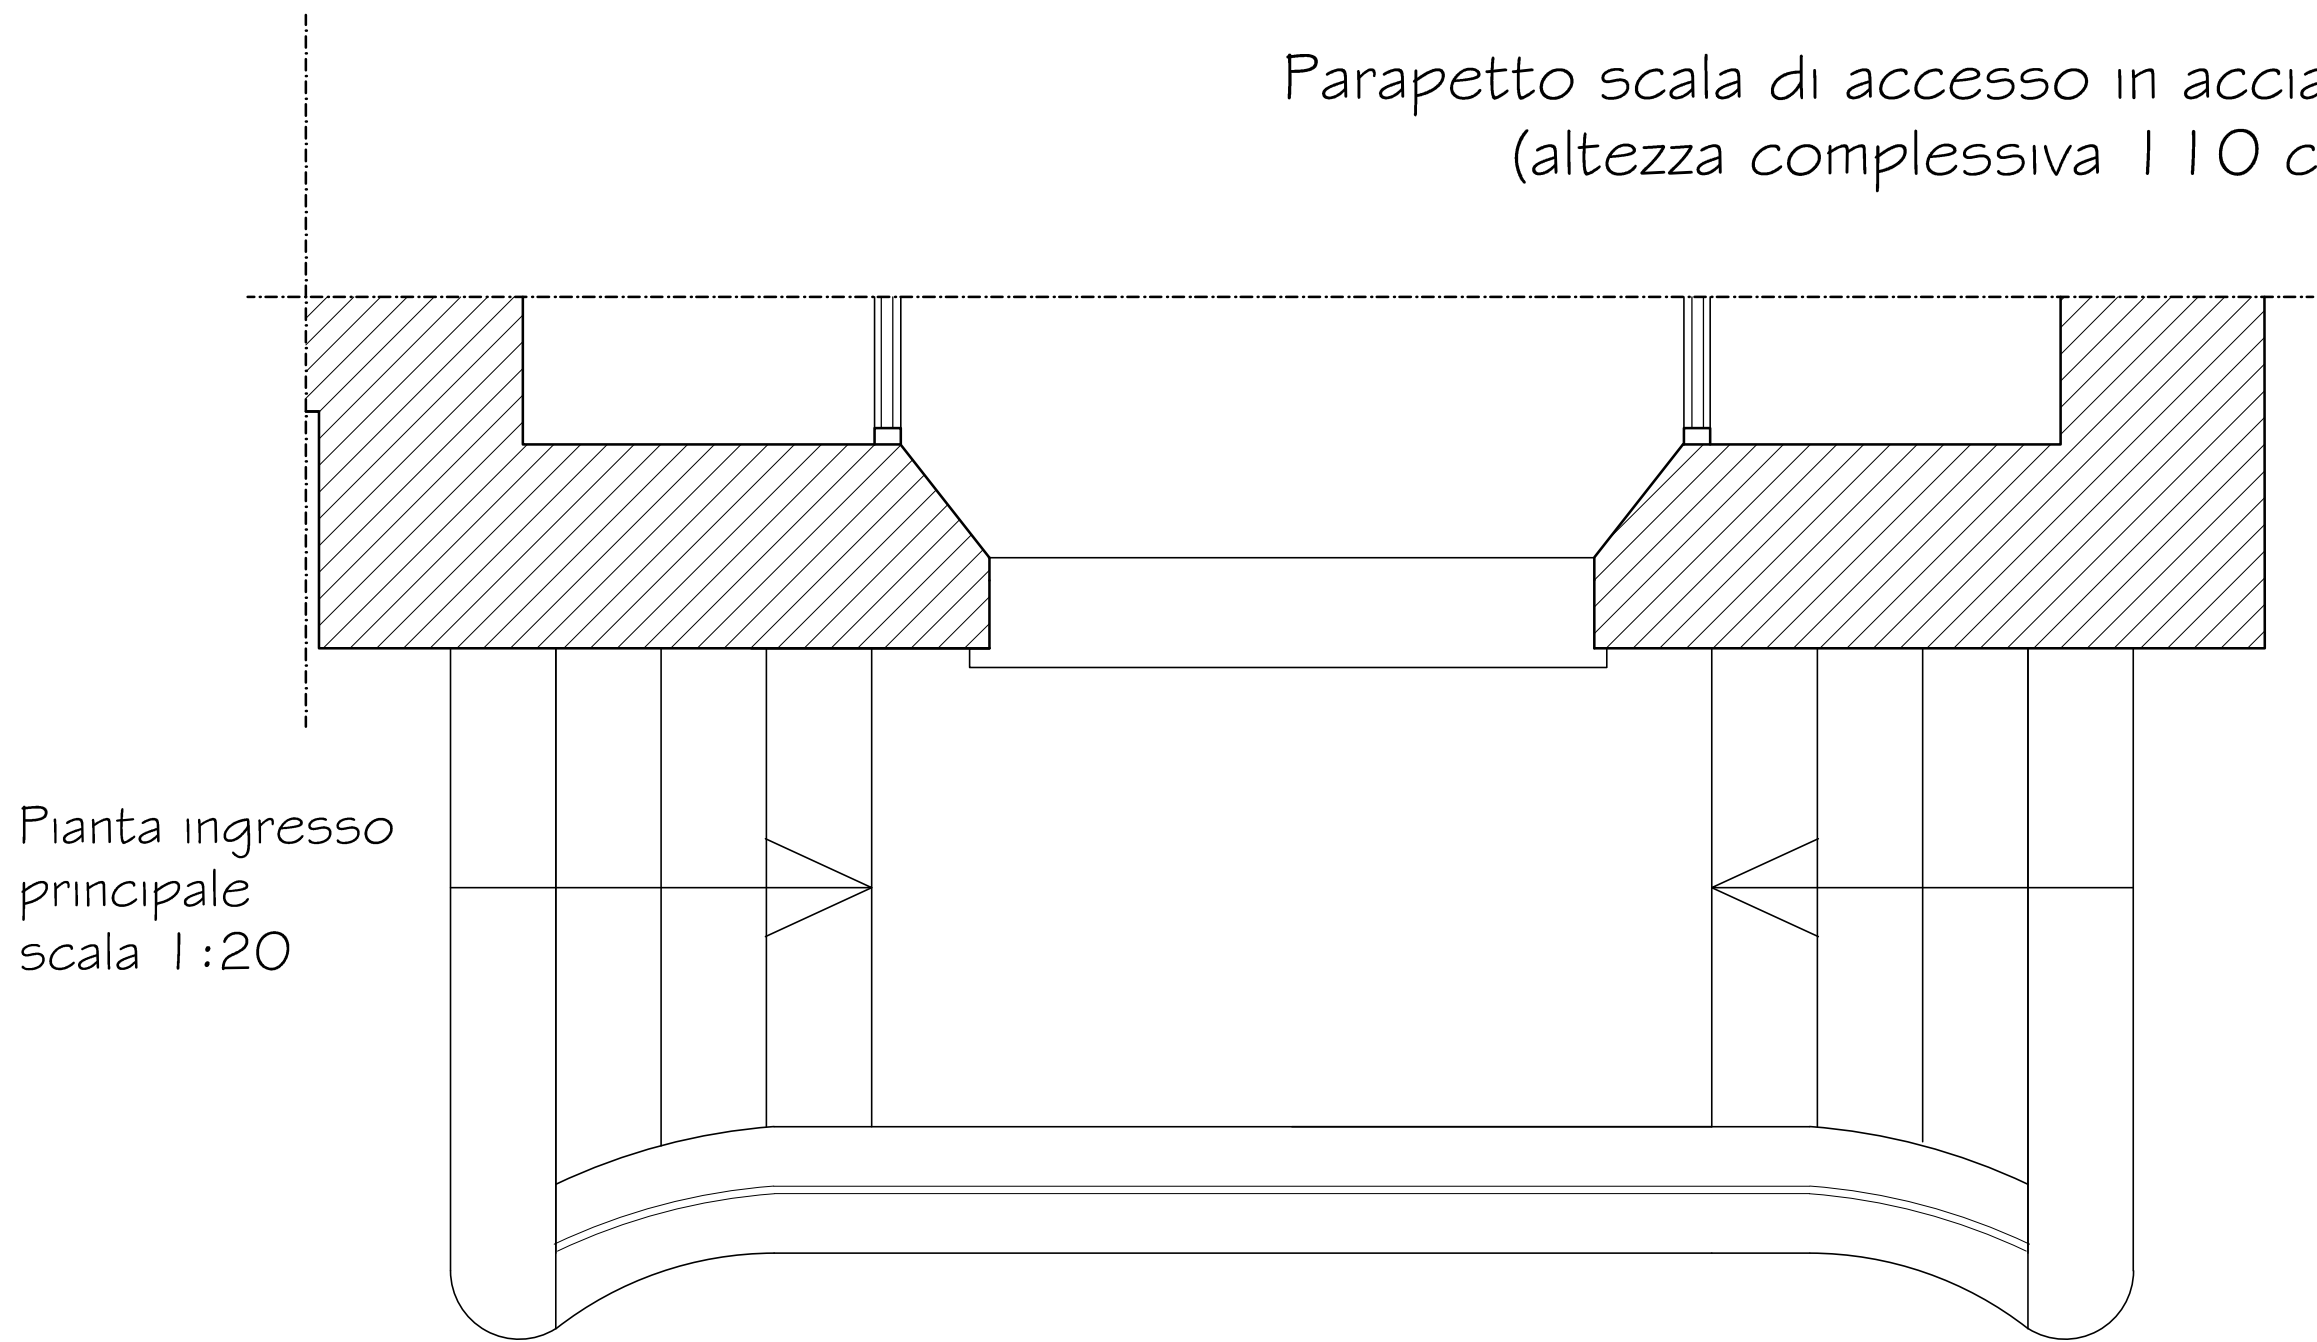 Parapetto scala di accesso in accia
(altezza complessiva 110 c
Pianta ingresso
principale
scala 1:20